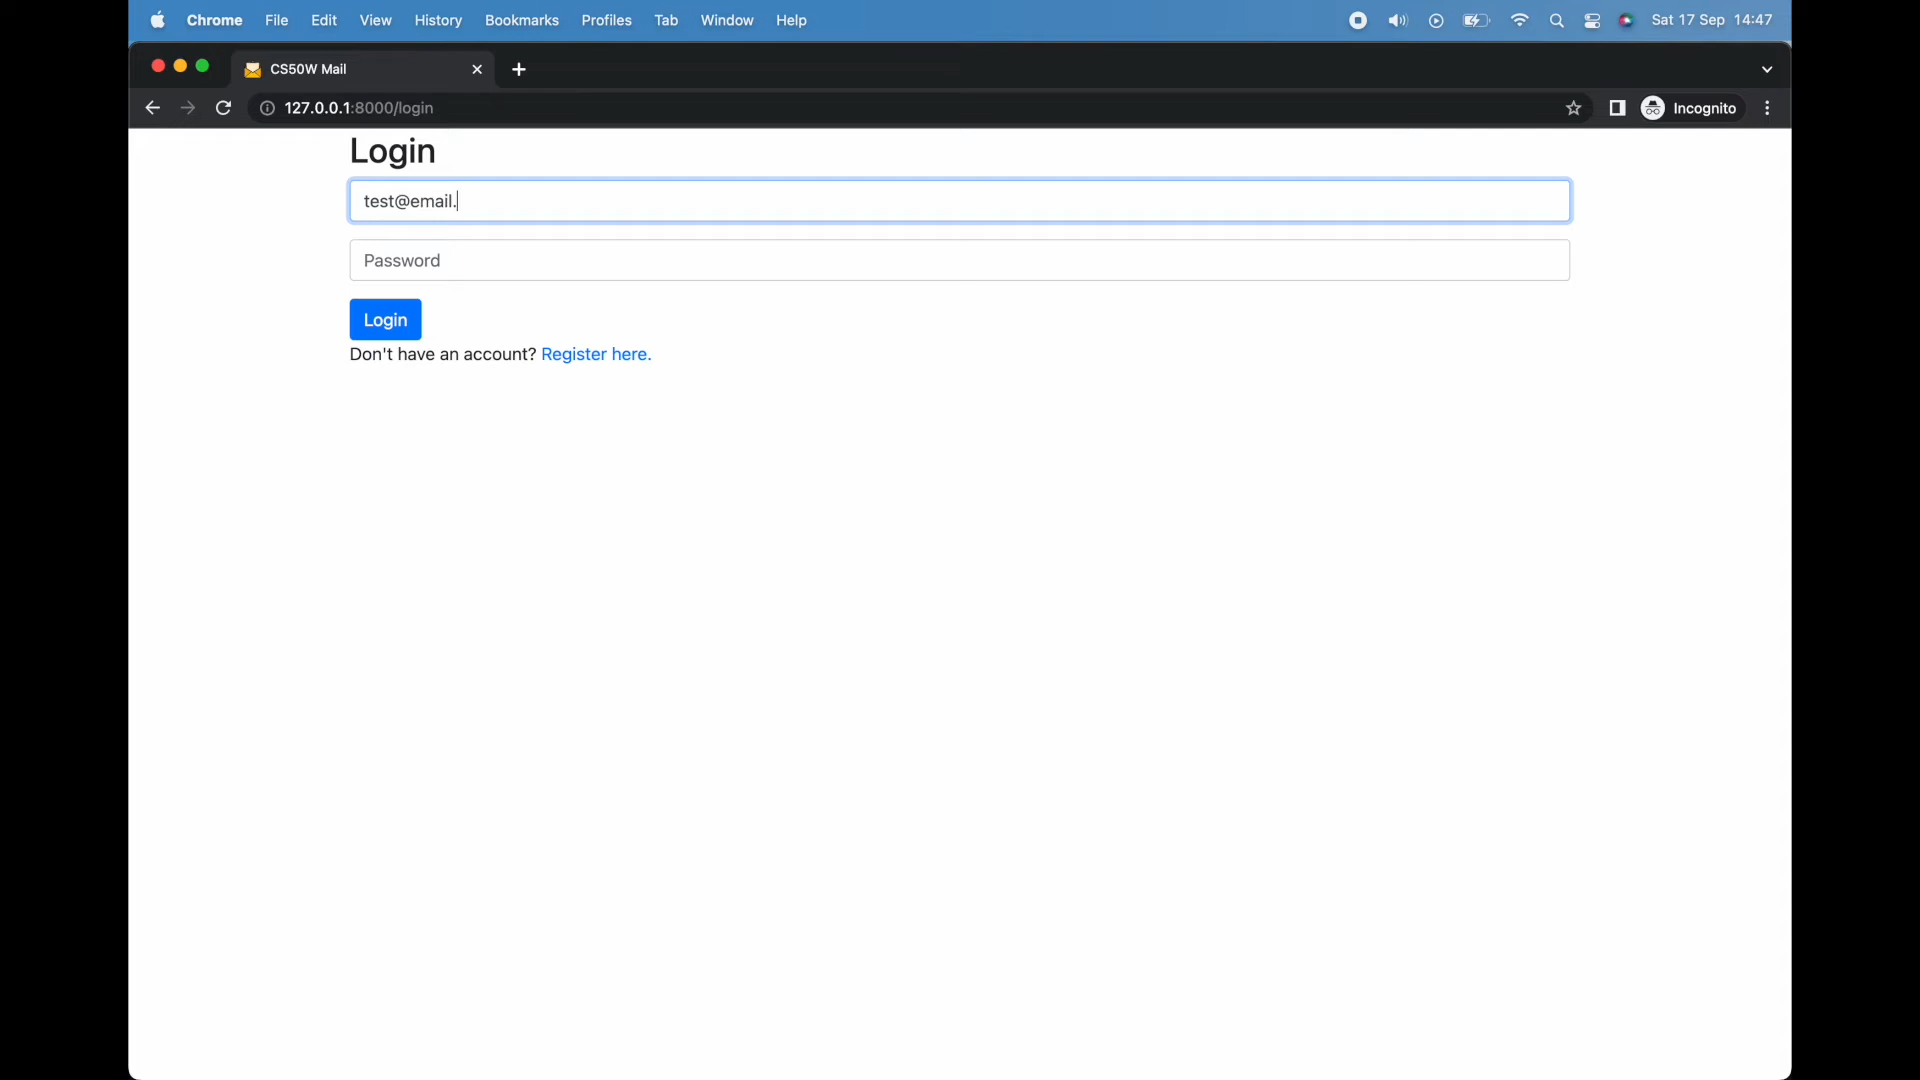 Chrome File Edit View History Bookmarks Profiles Tab Window Help Sat 17 Sep 14:47
CS50W Mail
127.0.0.1:8000/login Incognito
Login
test@email.
Password
Login
Don't have an account? Register here.